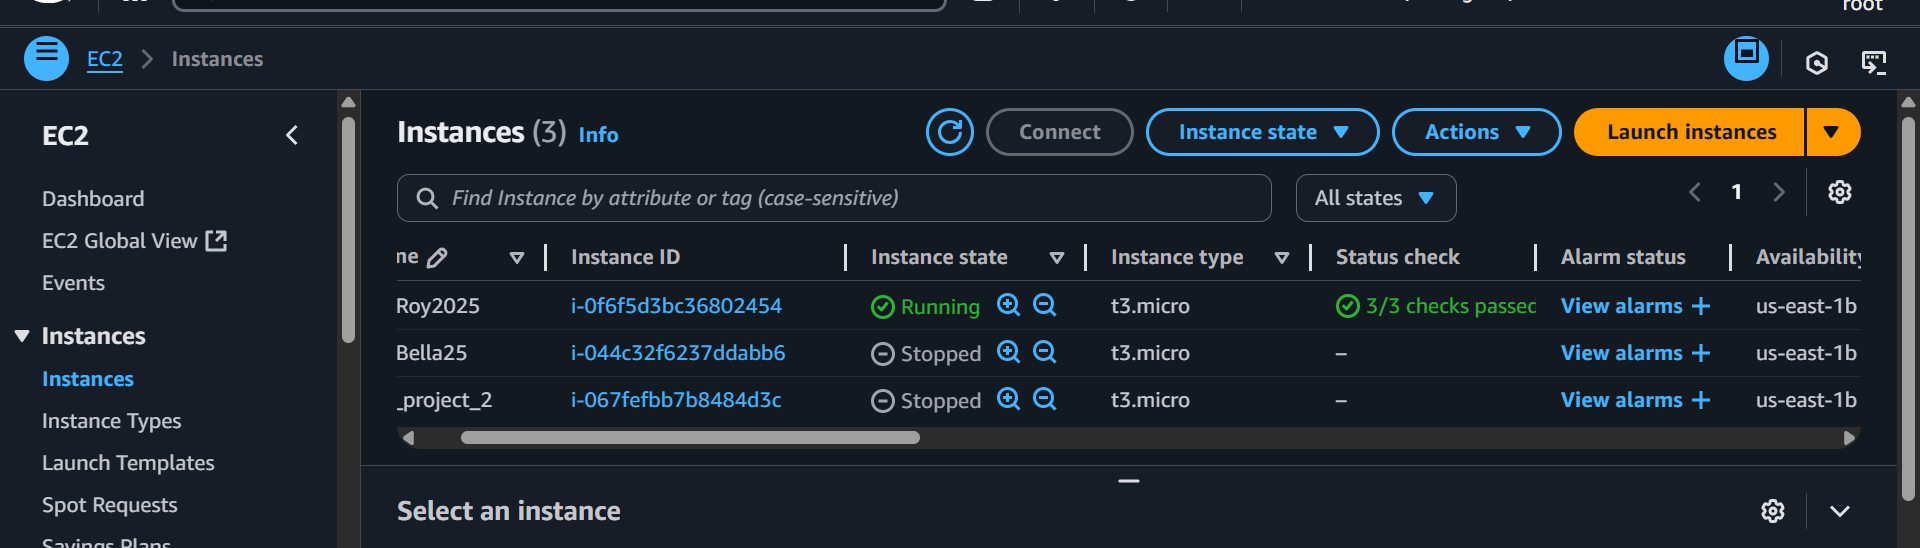 root
EC2 Instances
EC2
Dashboard
EC2 Global View
Events
Instances
Instances
Instance Types
Launch Templates
Spot Requests
Savings Plans
Instances (3) Info
Connect
Instance state
Actions
Launch instances
Find Instance by attribute or tag (case-sensitive)
All states
1
ne Instance ID Instance state Instance type Status check Alarm status Availability
Roy2025 i-0f6f5d3bc36802454 Running t3.micro 3/3 checks passed View alarms + us-east-1b
Bella25 i-044c32f6237ddabb6 Stopped t3.micro – View alarms + us-east-1b
_project_2 i-067fefbb7b8484d3c Stopped t3.micro – View alarms + us-east-1b
Select an instance